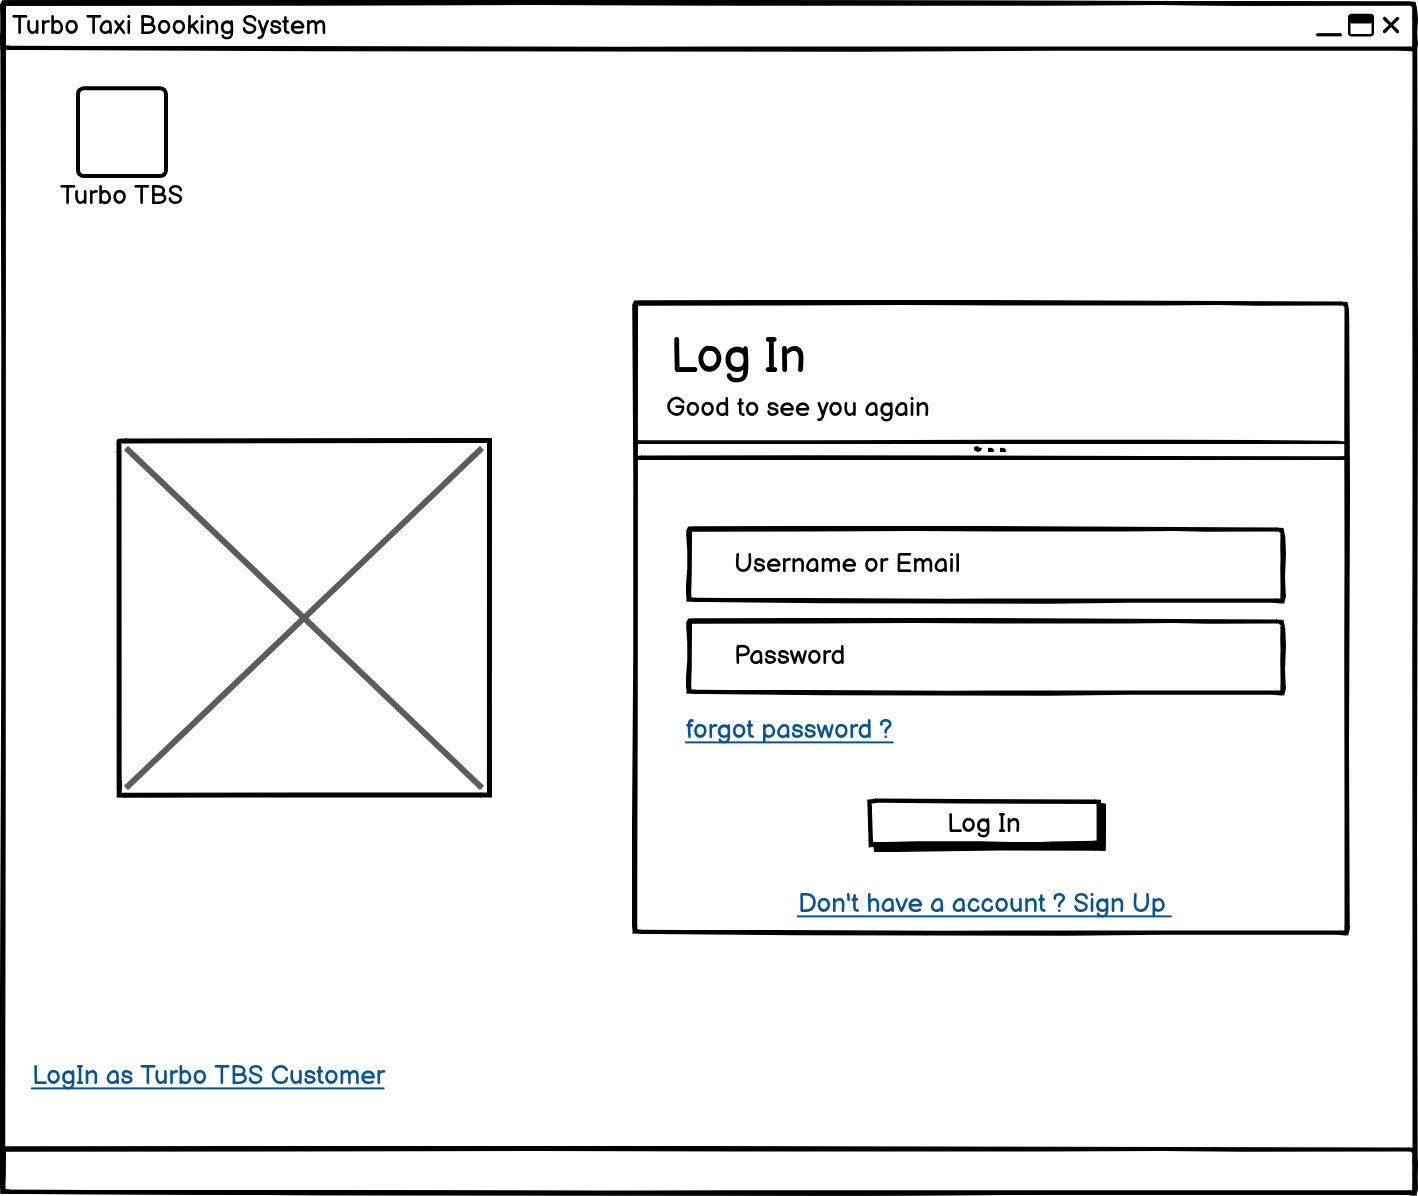 Turbo Taxi Booking System
Turbo TBS
Log In
Good to see you again
Username or Email
Password
forgot password ?
Log In
Don't have a account ? Sign Up
LogIn as Turbo TBS Customer